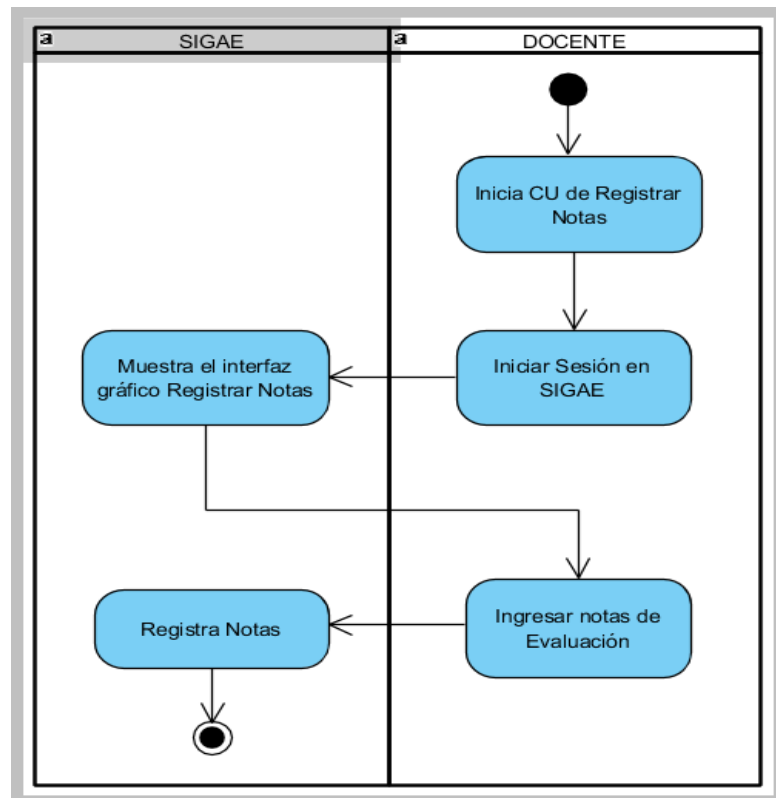 a SIGAE
a DOCENTE
Inicia CU de Registrar
Notas
Iniciar Sesión en
SIGAE
Muestra el interfaz
gráfico Registrar Notas
Ingresar notas de
Evaluación
Registra Notas